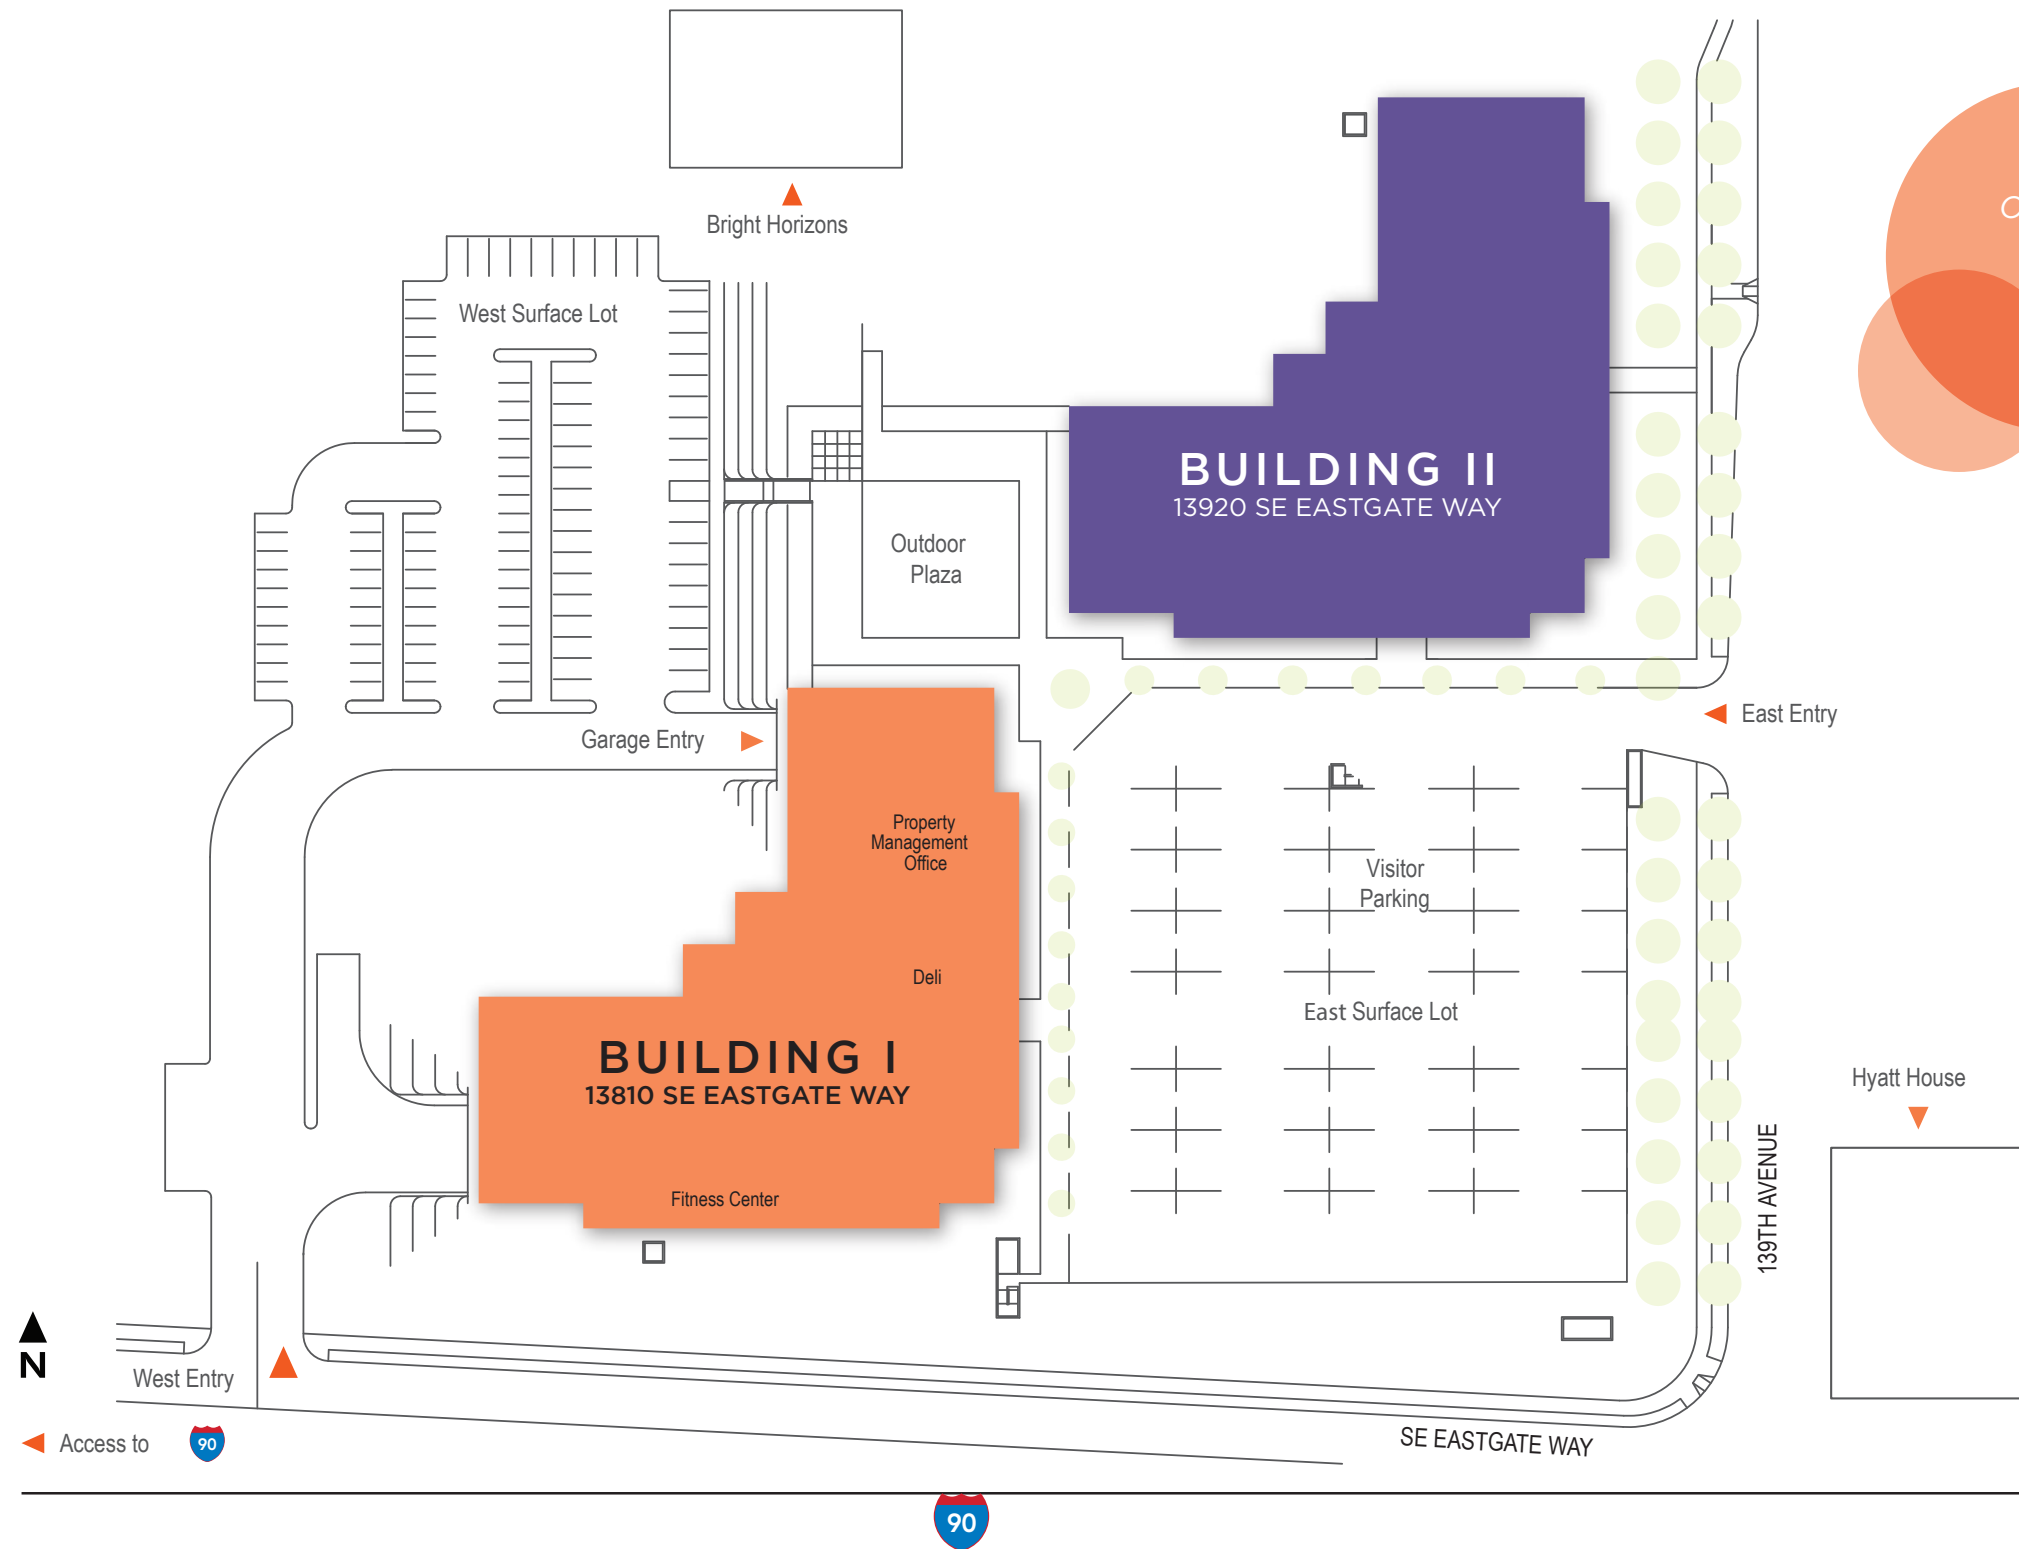 Bright Horizons
West Surface Lot
BUILDING II
13920 SE EASTGATE WAY
Outdoor
Plaza
East Entry
Garage Entry
Property
Management
Office
Visitor
Parking
Deli
East Surface Lot
BUILDING I
13810 SE EASTGATE WAY
Hyatt House
139TH AVENUE
Fitness Center
N
West Entry
Access to
90
SE EASTGATE WAY
90